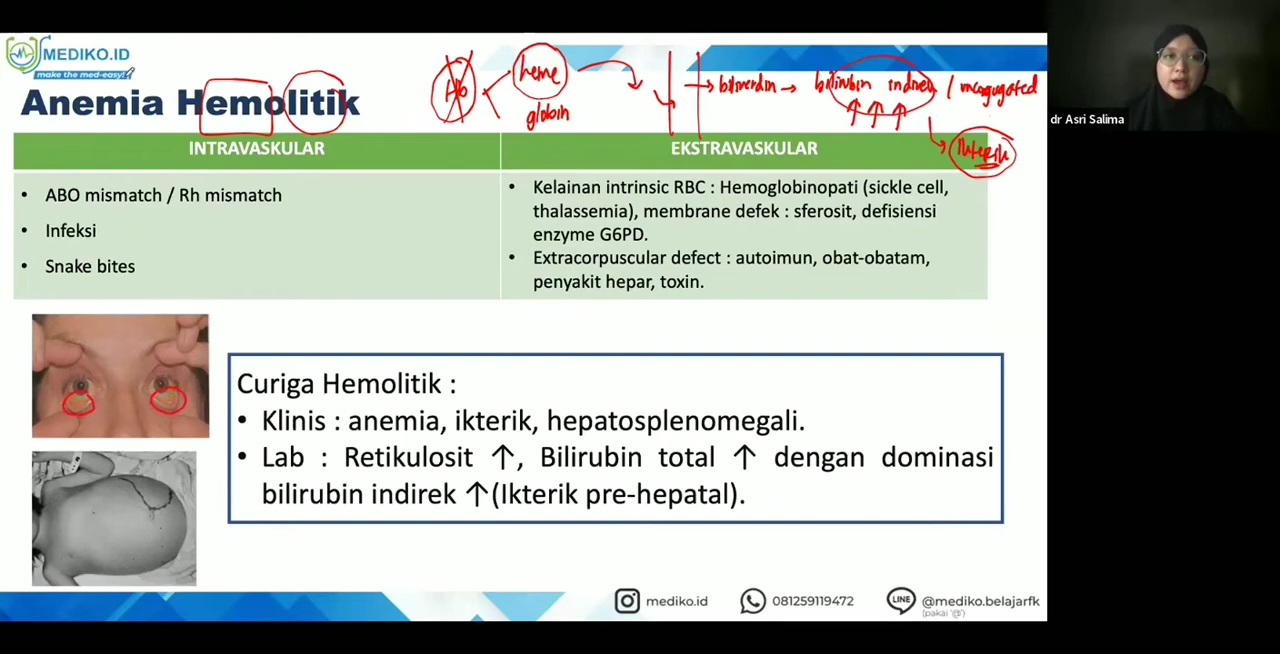 MEDIKO.ID
make the med-easy!
Anemia Hemolitik
Hb
heme
globin
biliverdin
bilirubin indirek /
ikterik
dr Asri Salima
INTRAVASKULAR
EKSTRAVASKULAR
• ABO mismatch / Rh mismatch
• Infeksi
• Snake bites
• Kelainan intrinsic RBC : Hemoglobinopati (sickle cell,
thalassemia), membrane defek : sferosit, defisiensi
enzyme G6PD.
• Extracorpuscular defect : autoimun, obat-obatam,
penyakit hepar, toxin.
Curiga Hemolitik :
• Klinis : anemia, ikterik, hepatosplenomegali.
• Lab : Retikulosit ↑, Bilirubin total ↑ dengan dominasi
bilirubin indirek ↑(Ikterik pre-hepatal).
mediko.id
081259119472
LINE
@mediko.belajarfk
(pakai '@')